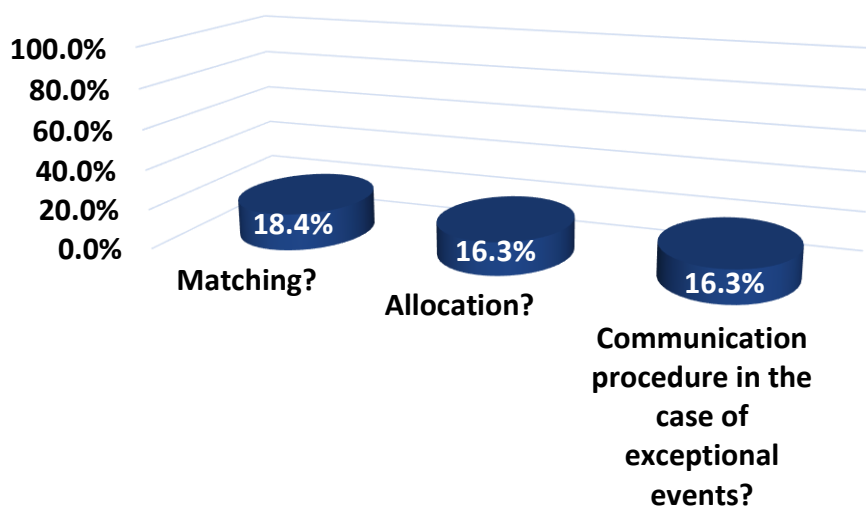 100.0%
80.0%
60.0%
40.0%
20.0%
0.0%
18.4%
16.3%
16.3%
Matching?
Allocation?
Communication
procedure in the
case of
exceptional
events?